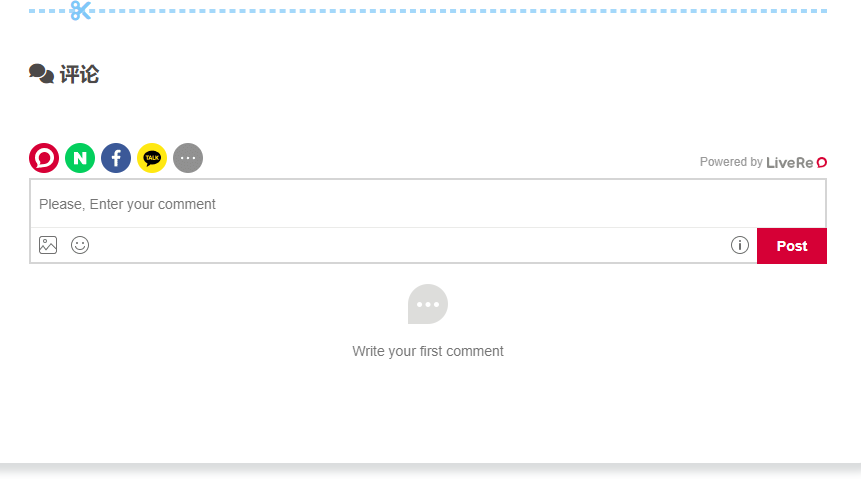 评论
N f TALK
Powered by LiveRe
Please, Enter your comment
Post
Write your first comment